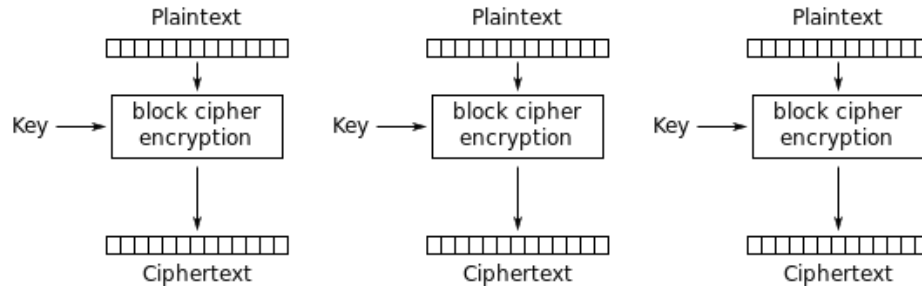 Plaintext Plaintext Plaintext
Key block cipher encryption Key block cipher encryption Key block cipher encryption
Ciphertext Ciphertext Ciphertext